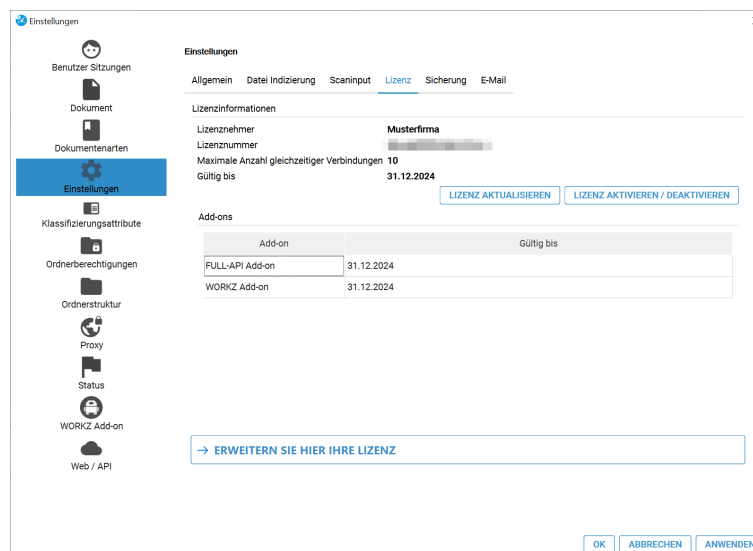 Einstellungen
Benutzer Sitzungen
Dokument
Dokumentenarten
Einstellungen
Klassifizierungsattribute
Ordnerberechtigungen
Ordnerstruktur
Proxy
Status
WORKZ Add-on
Web / API
Einstellungen
Allgemein Datei Indizierung Scaninput Lizenz Sicherung E-Mail
Lizenzinformationen
Lizenznehmer Musterfirma
Lizenznummer
Maximale Anzahl gleichzeitiger Verbindungen 10
Gültig bis 31.12.2024
LIZENZ AKTUALISIEREN LIZENZ AKTIVIEREN / DEAKTIVIEREN
Add-ons
Add-on Gültig bis
FULL-API Add-on 31.12.2024
WORKZ Add-on 31.12.2024
→ ERWEITERN SIE HIER IHRE LIZENZ
OK ABBRECHEN ANWENDEN